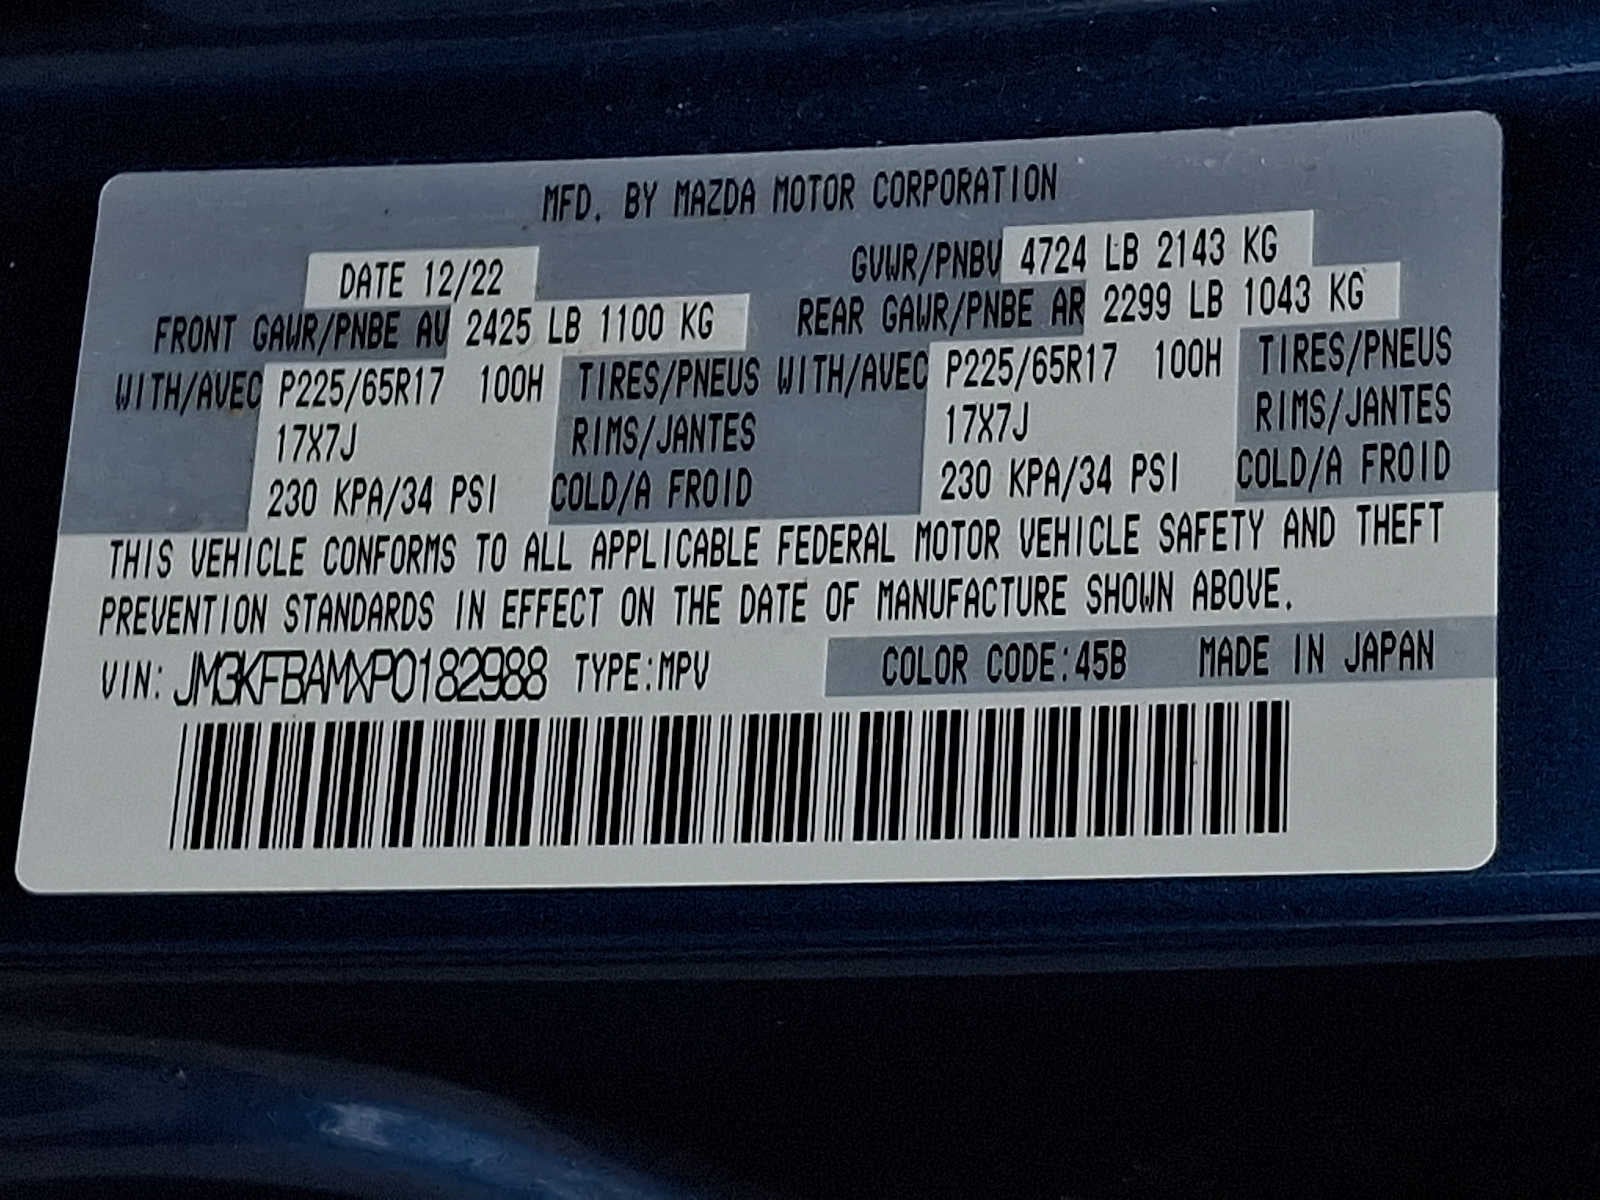 MFD. BY MAZDA MOTOR CORPORATION
DATE 12/22 GVWR/PNBV 4724 LB 2143 KG
FRONT GAWR/PNBE AV 2425 LB 1100 KG REAR GAWR/PNBE AR 2299 LB 1043 KG
WITH/AVEC P225/65R17 100H TIRES/PNEUS WITH/AVEC P225/65R17 100H TIRES/PNEUS
17X7J RIMS/JANTES 17X7J RIMS/JANTES
230 KPA/34 PSI COLD/A FROID 230 KPA/34 PSI COLD/A FROID
THIS VEHICLE CONFORMS TO ALL APPLICABLE FEDERAL MOTOR VEHICLE SAFETY AND THEFT
PREVENTION STANDARDS IN EFFECT ON THE DATE OF MANUFACTURE SHOWN ABOVE.
VIN: JM3KFBAMXP0182988 TYPE:MPV COLOR CODE:45B MADE IN JAPAN